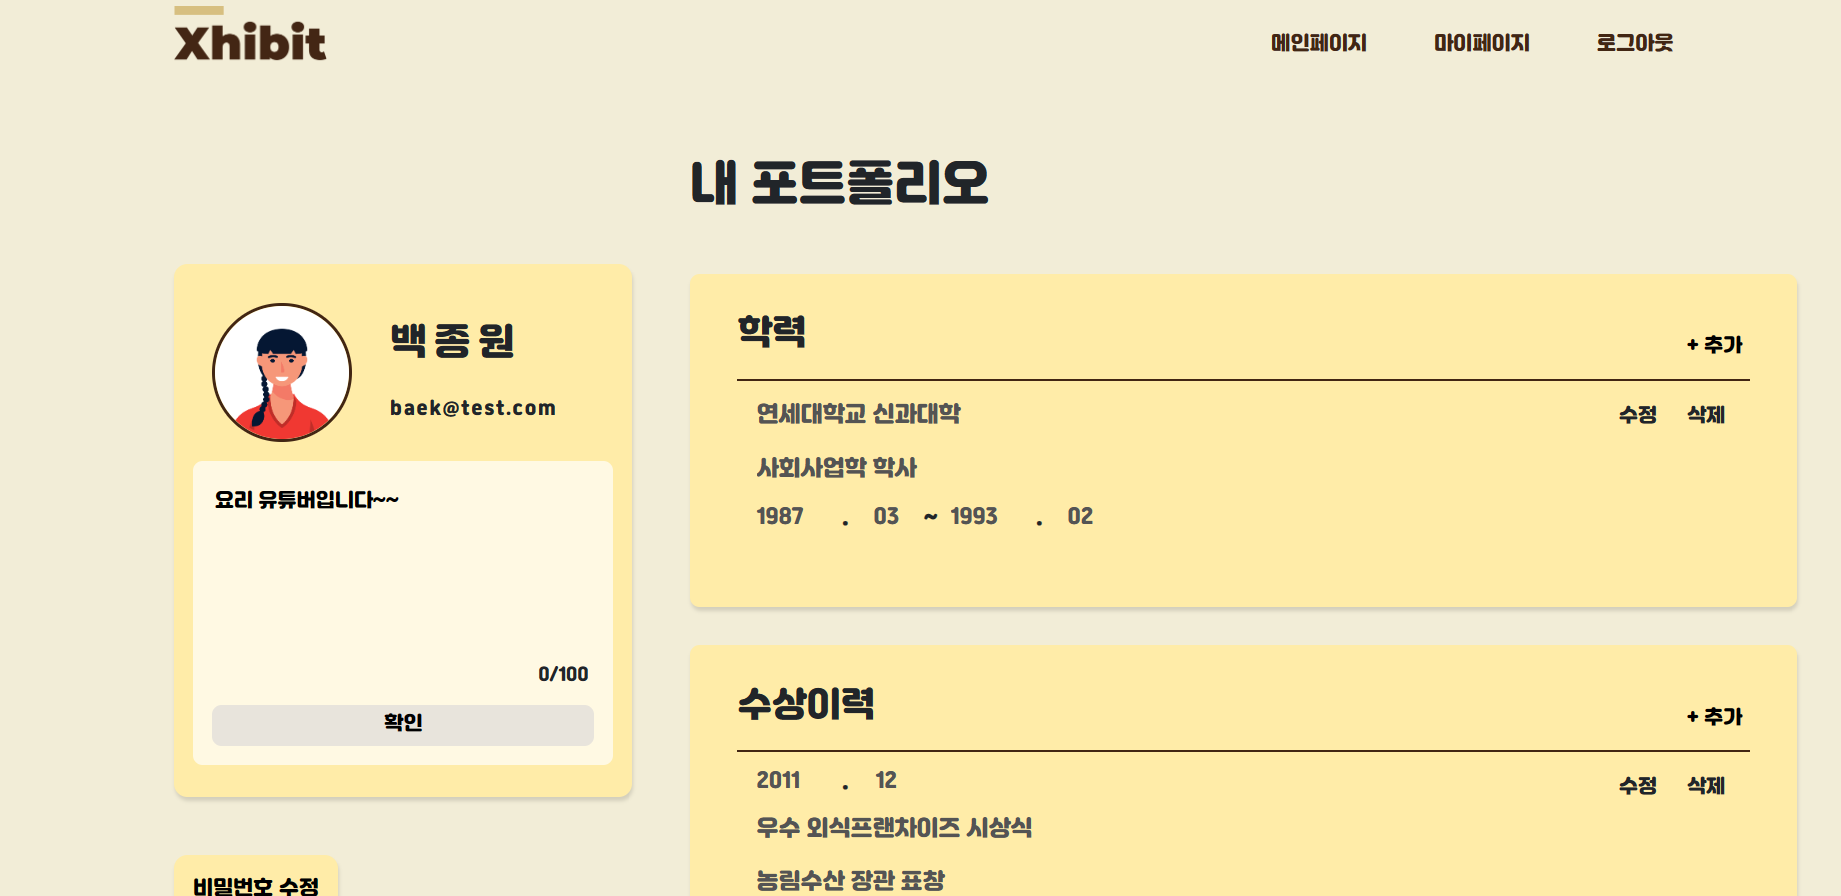 Xhibit
메인페이지 마이페이지 로그아웃
내 포트폴리오
백종원
baek@test.com
요리 유튜버입니다~~
0/100
확인
비밀번호 수정
학력
+ 추가
연세대학교 신과대학
수정 삭제
사회사업학 학사
1987 . 03 ~ 1993 . 02
수상이력
+ 추가
2011 . 12
수정 삭제
우수 외식프랜차이즈 시상식
농림수산 장관 표창